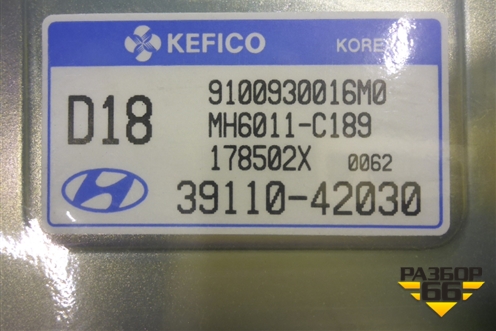 KEFICO KOREA
D18
9100930016M0
MH6011-C189
178502X 0062
39110-42030
РАЗБОР
66